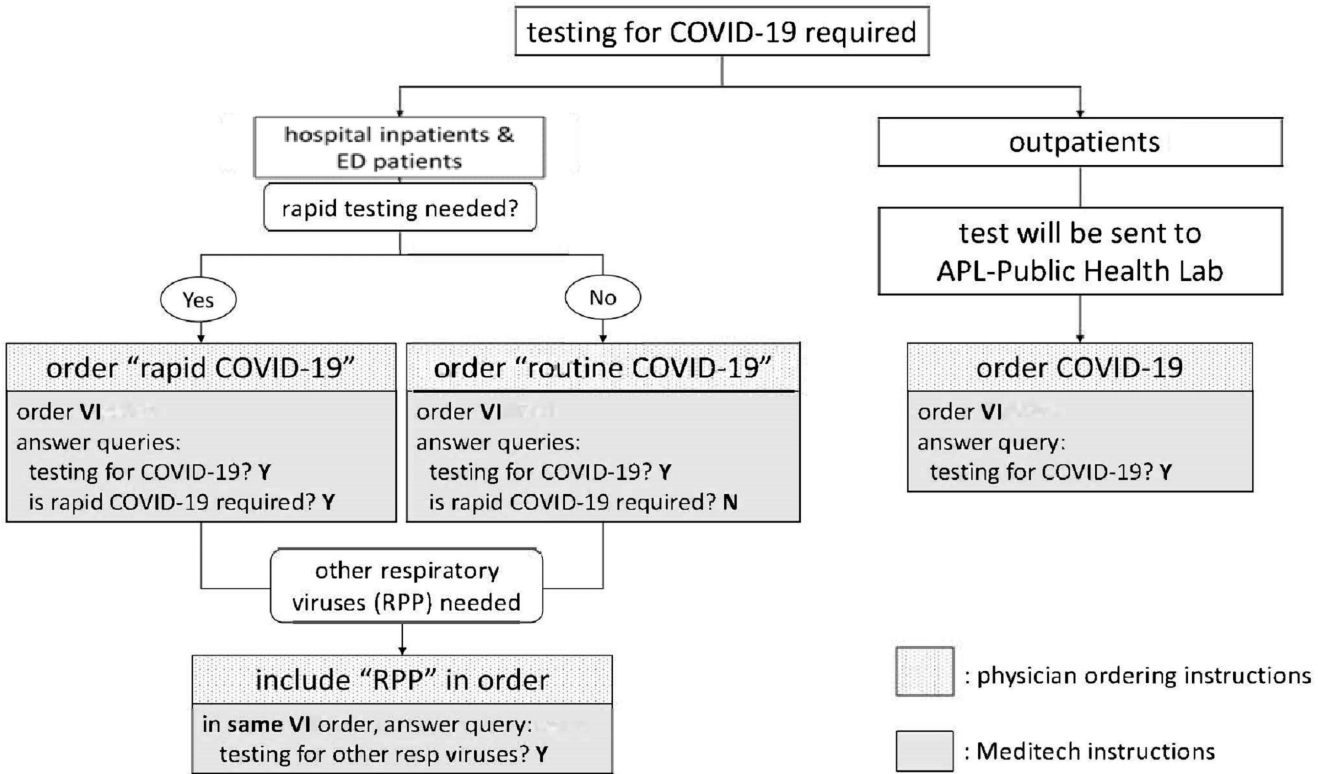 testing for COVID-19 required
hospital inpatients &
ED patients
rapid testing needed?
Yes
No
order “rapid COVID-19”
order VI
answer queries:
testing for COVID-19? Y
is rapid COVID-19 required? Y
order “routine COVID-19”
order VI
answer queries:
testing for COVID-19? Y
is rapid COVID-19 required? N
other respiratory
viruses (RPP) needed
include “RPP” in order
in same VI order, answer query:
testing for other resp viruses? Y
outpatients
test will be sent to
APL-Public Health Lab
order COVID-19
order VI
answer query:
testing for COVID-19? Y
: physician ordering instructions
: Meditech instructions